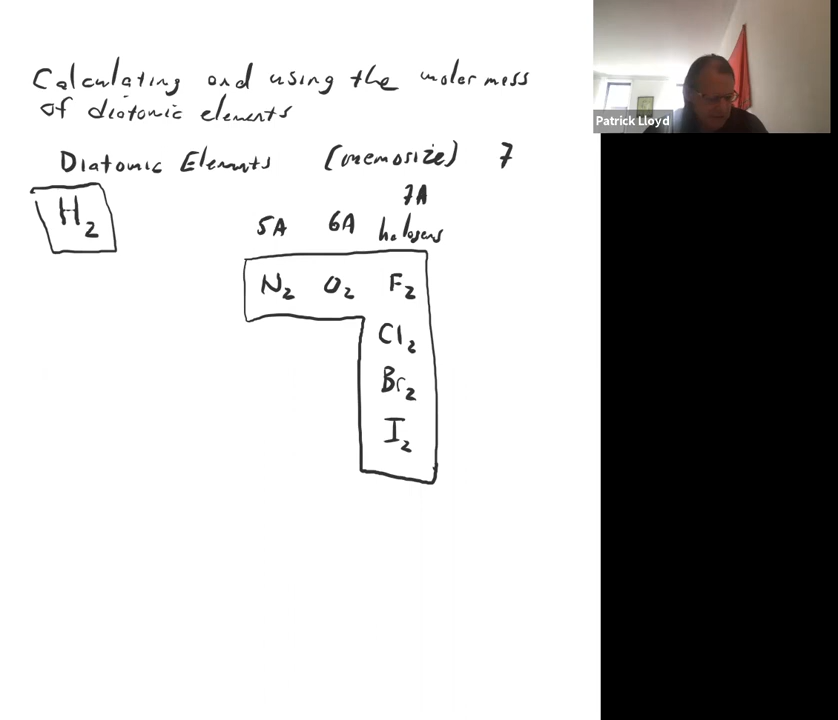 Calculating and using the molar mass
of diatomic elements
Diatomic Elements (memorize) 7
H2
7A
5A 6A halogens
N2 O2 F2
Cl2
Br2
I2
Patrick Lloyd